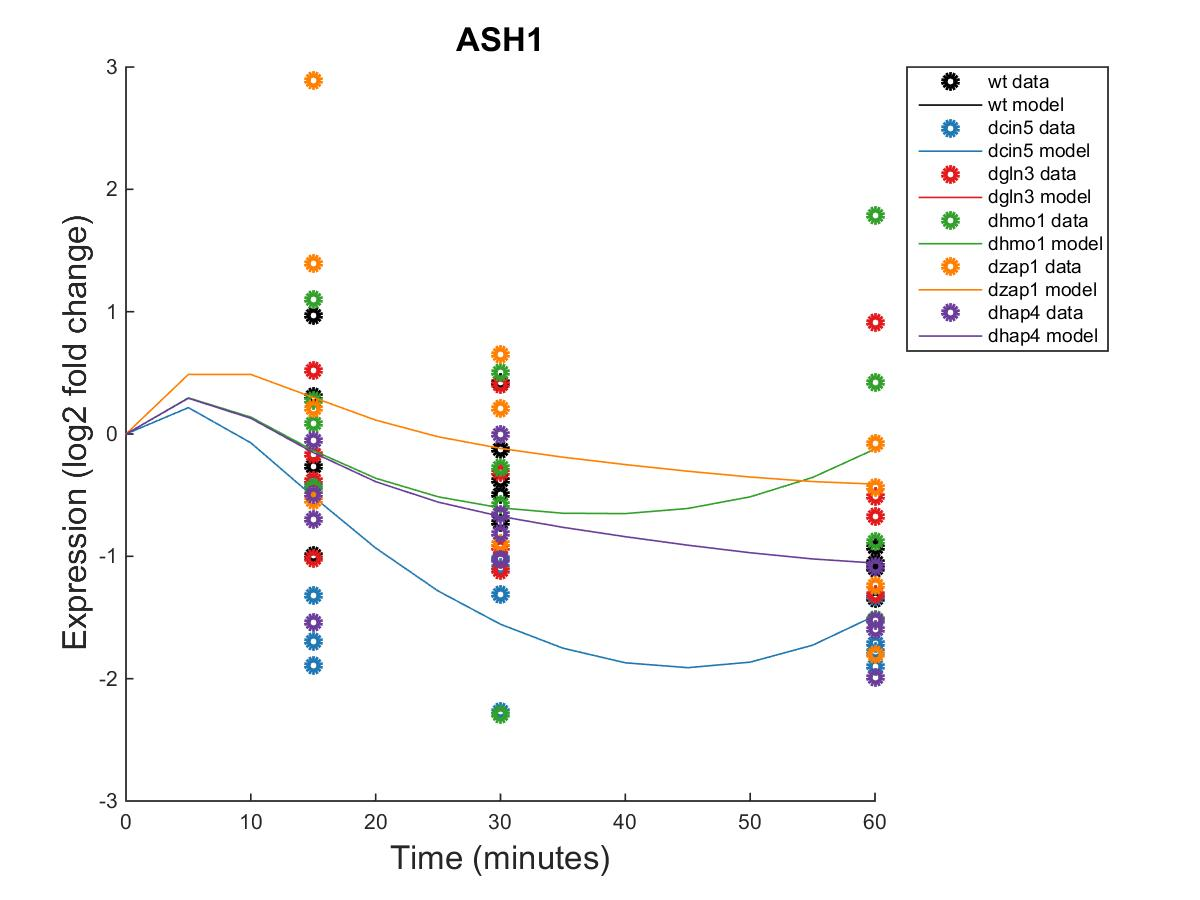 ASH1
3
2
1
0
-1
-2
-3
Expression (log2 fold change)
0 10 20 30 40 50 60
Time (minutes)
wt data
wt model
dcin5 data
dcin5 model
dgln3 data
dgln3 model
dhmo1 data
dhmo1 model
dzap1 data
dzap1 model
dhap4 data
dhap4 model